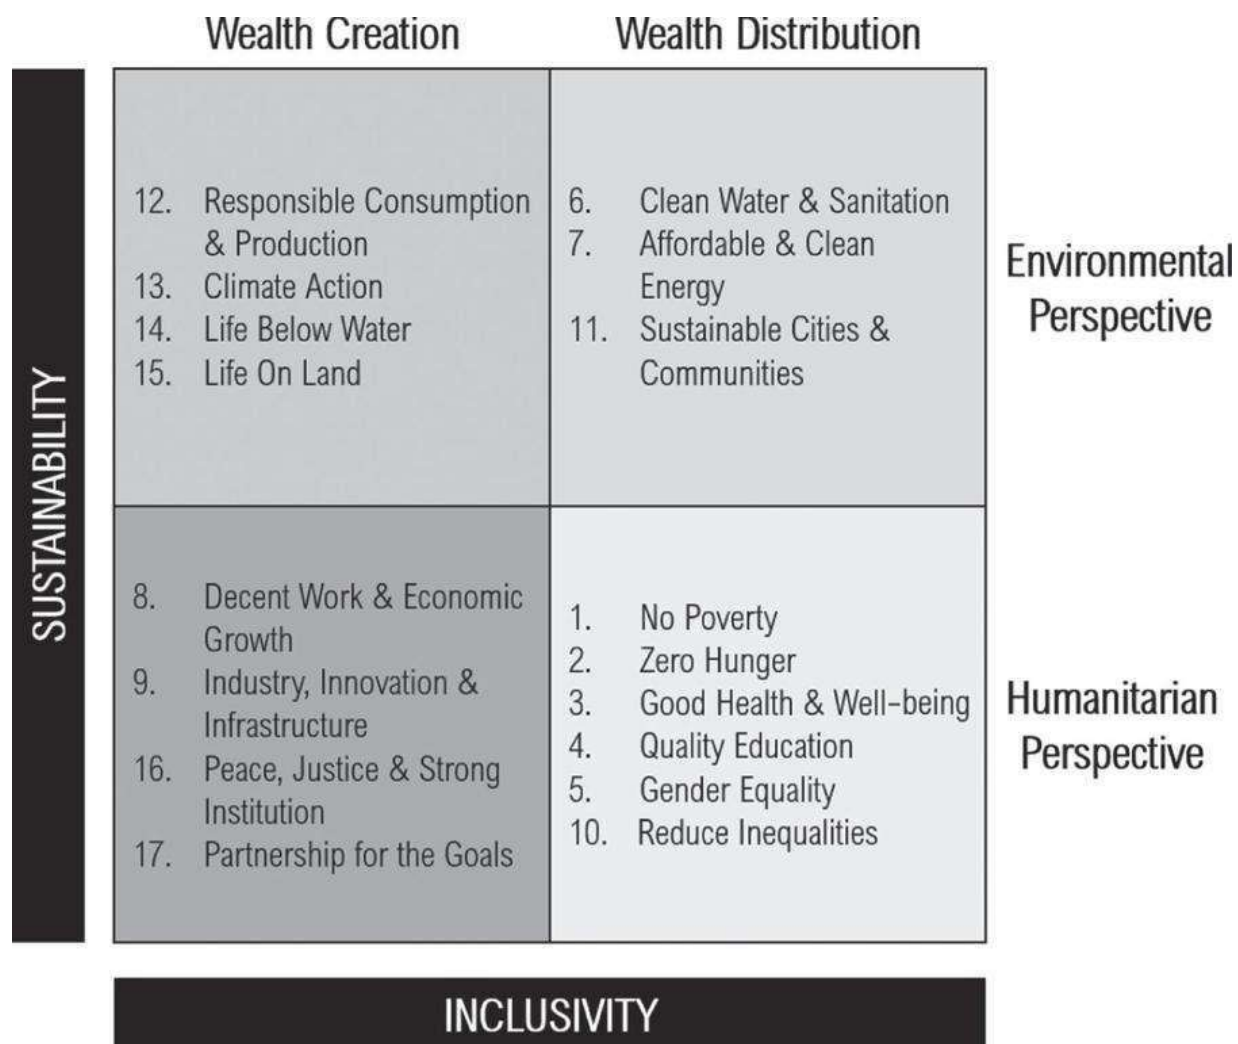 Wealth Creation
Wealth Distribution
SUSTAINABILITY
12. Responsible Consumption
& Production
13. Climate Action
14. Life Below Water
15. Life On Land
6. Clean Water & Sanitation
7. Affordable & Clean
Energy
11. Sustainable Cities &
Communities
Environmental
Perspective
8. Decent Work & Economic
Growth
9. Industry, Innovation &
Infrastructure
16. Peace, Justice & Strong
Institution
17. Partnership for the Goals
1. No Poverty
2. Zero Hunger
3. Good Health & Well-being
4. Quality Education
5. Gender Equality
10. Reduce Inequalities
Humanitarian
Perspective
INCLUSIVITY